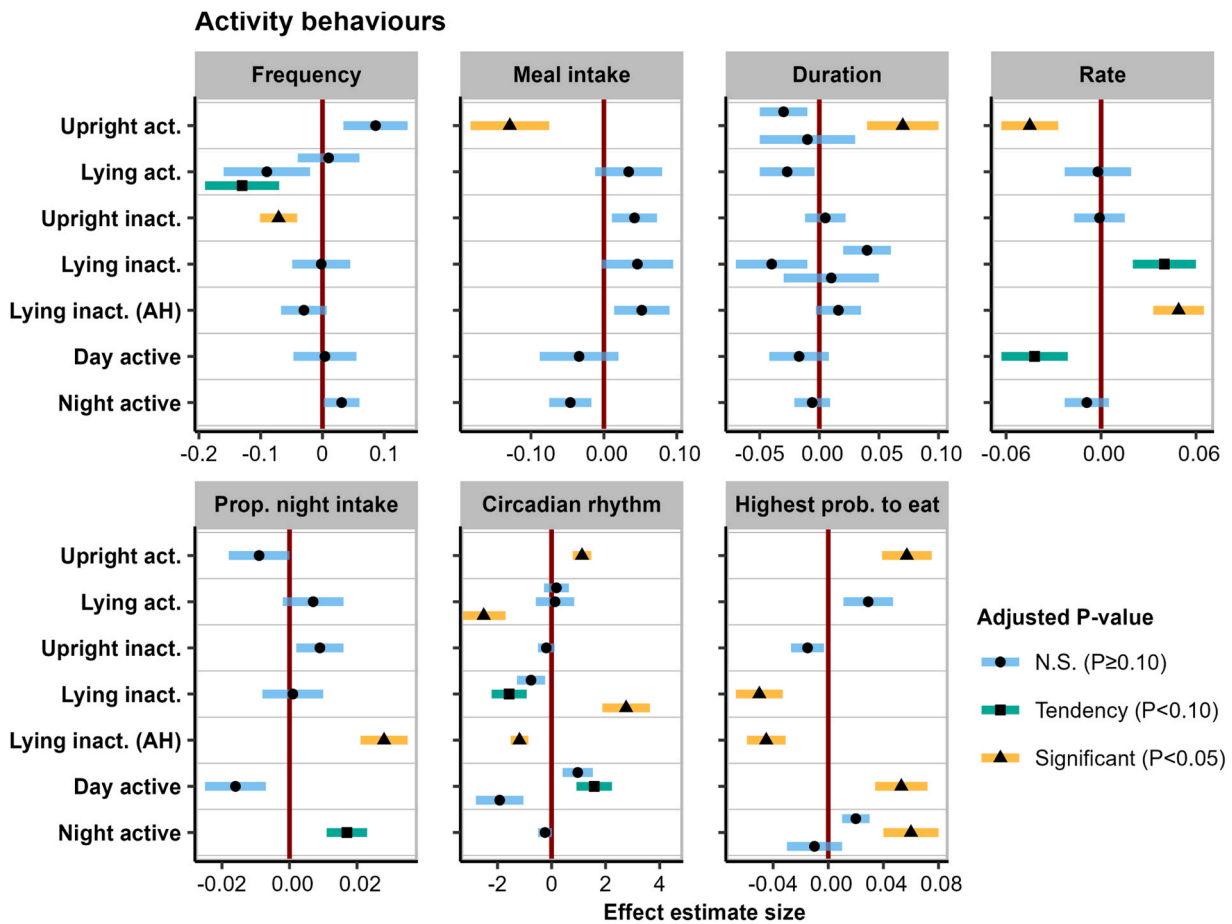 Activity behaviours
Frequency
Meal intake
Duration
Rate
Upright act.
Lying act.
Upright inact.
Lying inact.
Lying inact. (AH)
Day active
Night active
-0.2 -0.1 0 0.1
-0.10 0.00 0.10
-0.05 0.00 0.05 0.10
-0.06 0.00 0.06
Prop. night intake
Circadian rhythm
Highest prob. to eat
Upright act.
Lying act.
Upright inact.
Lying inact.
Lying inact. (AH)
Day active
Night active
-0.02 0.00 0.02
-2 0 2 4
-0.04 0.00 0.04 0.08
Effect estimate size
Adjusted P-value
N.S. (P≥0.10)
Tendency (P<0.10)
Significant (P<0.05)